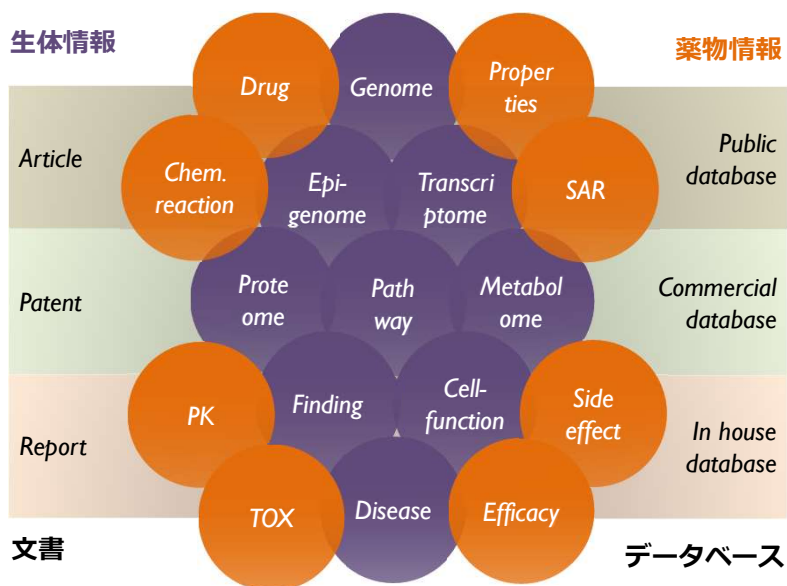 生体情報
薬物情報
Drug
Genome
Proper
ties
Article
Public
database
Chem.
reaction
Epi-
genome
Transcri
ptome
SAR
Patent
Prote
ome
Path
way
Metabol
ome
Commercial
database
Report
PK
Finding
Cell-
function
Side
effect
In house
database
TOX
Disease
Efficacy
文書
データベース